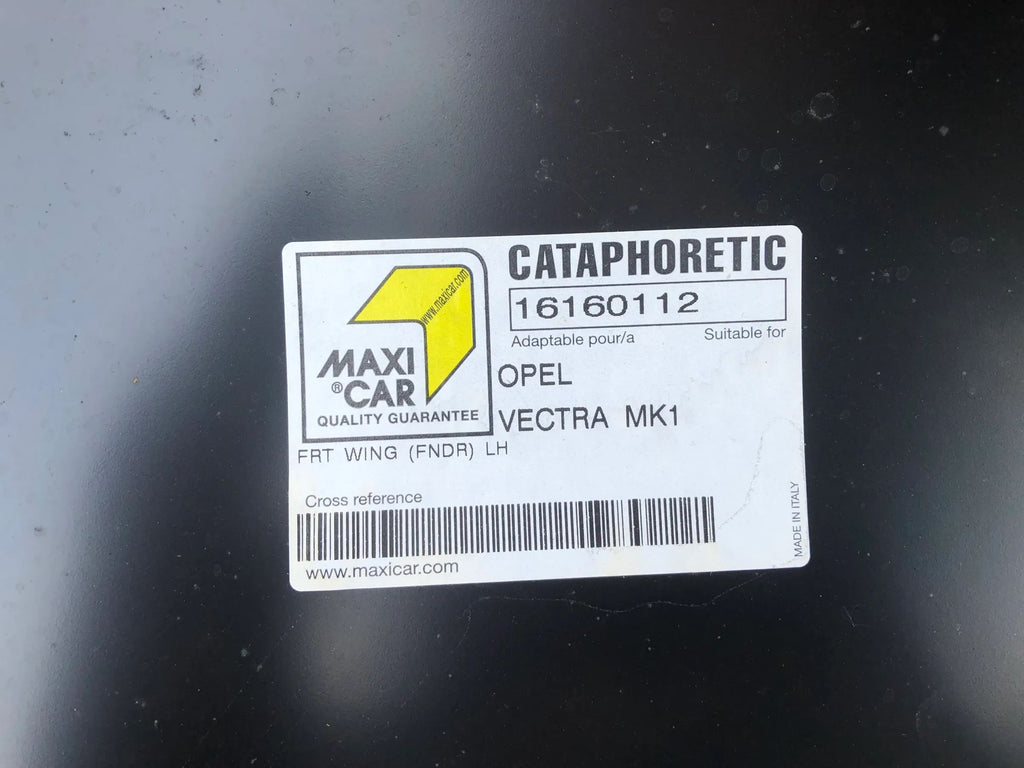 CATAPHORETIC
16160112
Adaptable pour/a Suitable for
www.maxicar.com
MAXI
® CAR
QUALITY GUARANTEE
OPEL
VECTRA MK1
FRT WING (FNDR) LH
Cross reference
www.maxicar.com
MADE IN ITALY